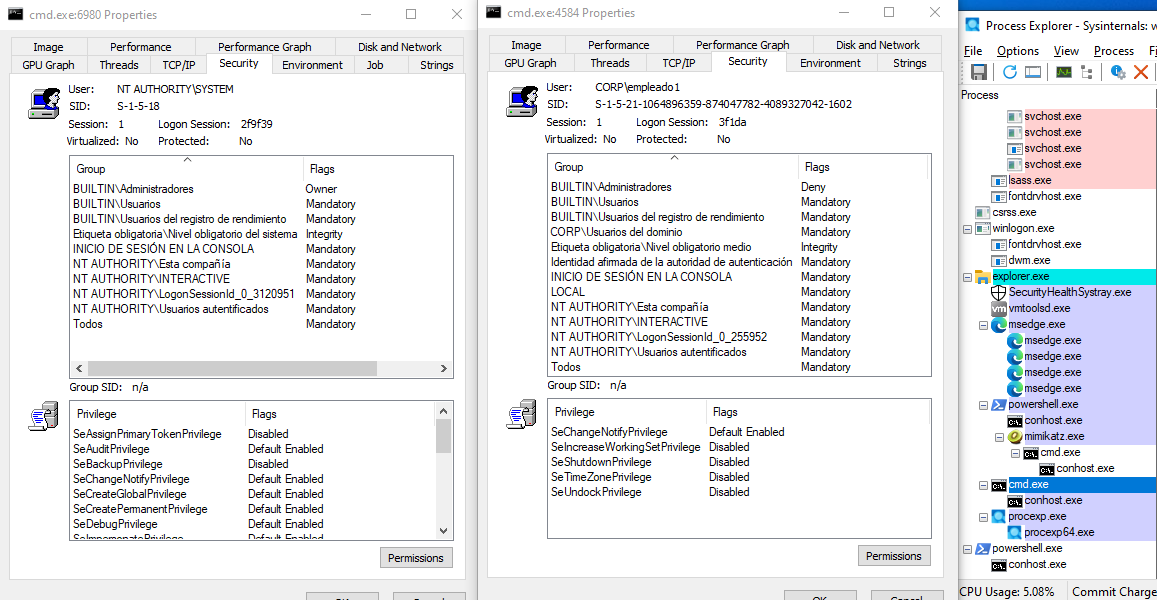 cmd.exe:6980 Properties
Image Performance Performance Graph Disk and Network
GPU Graph Threads TCP/IP Security Environment Job Strings
User: NT AUTHORITY\SYSTEM
SID: S-1-5-18
Session: 1 Logon Session: 2f9f39
Virtualized: No Protected: No
Group Flags
BUILTIN\Administradores Owner
BUILTIN\Usuarios Mandatory
BUILTIN\Usuarios del registro de rendimiento Mandatory
Etiqueta obligatoria\Nivel obligatorio del sistema Integrity
INICIO DE SESIÓN EN LA CONSOLA Mandatory
NT AUTHORITY\Esta compañía Mandatory
NT AUTHORITY\INTERACTIVE Mandatory
NT AUTHORITY\LogonSessionId_0_3120951 Mandatory
NT AUTHORITY\Usuarios autentificados Mandatory
Todos Mandatory
Group SID: n/a
Privilege Flags
SeAssignPrimaryTokenPrivilege Disabled
SeAuditPrivilege Default Enabled
SeBackupPrivilege Disabled
SeChangeNotifyPrivilege Default Enabled
SeCreateGlobalPrivilege Default Enabled
SeCreatePermanentPrivilege Default Enabled
SeDebugPrivilege Default Enabled
SeImpersonatePrivilege Default Enabled
Permissions
cmd.exe:4584 Properties
Image Performance Performance Graph Disk and Network
GPU Graph Threads TCP/IP Security Environment Strings
User: CORP\empleado1
SID: S-1-5-21-1064896359-874047782-4089327042-1602
Session: 1 Logon Session: 3f1da
Virtualized: No Protected: No
Group Flags
BUILTIN\Administradores Deny
BUILTIN\Usuarios Mandatory
BUILTIN\Usuarios del registro de rendimiento Mandatory
CORP\Usuarios del dominio Mandatory
Etiqueta obligatoria\Nivel obligatorio medio Integrity
Identidad afirmada de la autoridad de autenticación Mandatory
INICIO DE SESIÓN EN LA CONSOLA Mandatory
LOCAL Mandatory
NT AUTHORITY\Esta compañía Mandatory
NT AUTHORITY\INTERACTIVE Mandatory
NT AUTHORITY\LogonSessionId_0_255952 Mandatory
NT AUTHORITY\Usuarios autentificados Mandatory
Todos Mandatory
Group SID: n/a
Privilege Flags
SeChangeNotifyPrivilege Default Enabled
SeIncreaseWorkingSetPrivilege Disabled
SeShutdownPrivilege Disabled
SeTimeZonePrivilege Disabled
SeUndockPrivilege Disabled
Permissions
OK Cancel
Process Explorer - Sysinternals: w
File Options View Process
Process
svchost.exe
svchost.exe
svchost.exe
svchost.exe
lsass.exe
fontdrvhost.exe
csrss.exe
winlogon.exe
fontdrvhost.exe
dwm.exe
explorer.exe
SecurityHealthSystray.exe
vmtoolsd.exe
msedge.exe
msedge.exe
msedge.exe
msedge.exe
msedge.exe
powershell.exe
conhost.exe
mimikatz.exe
cmd.exe
conhost.exe
cmd.exe
conhost.exe
procexp.exe
procexp64.exe
powershell.exe
conhost.exe
CPU Usage: 5.08% Commit Charge